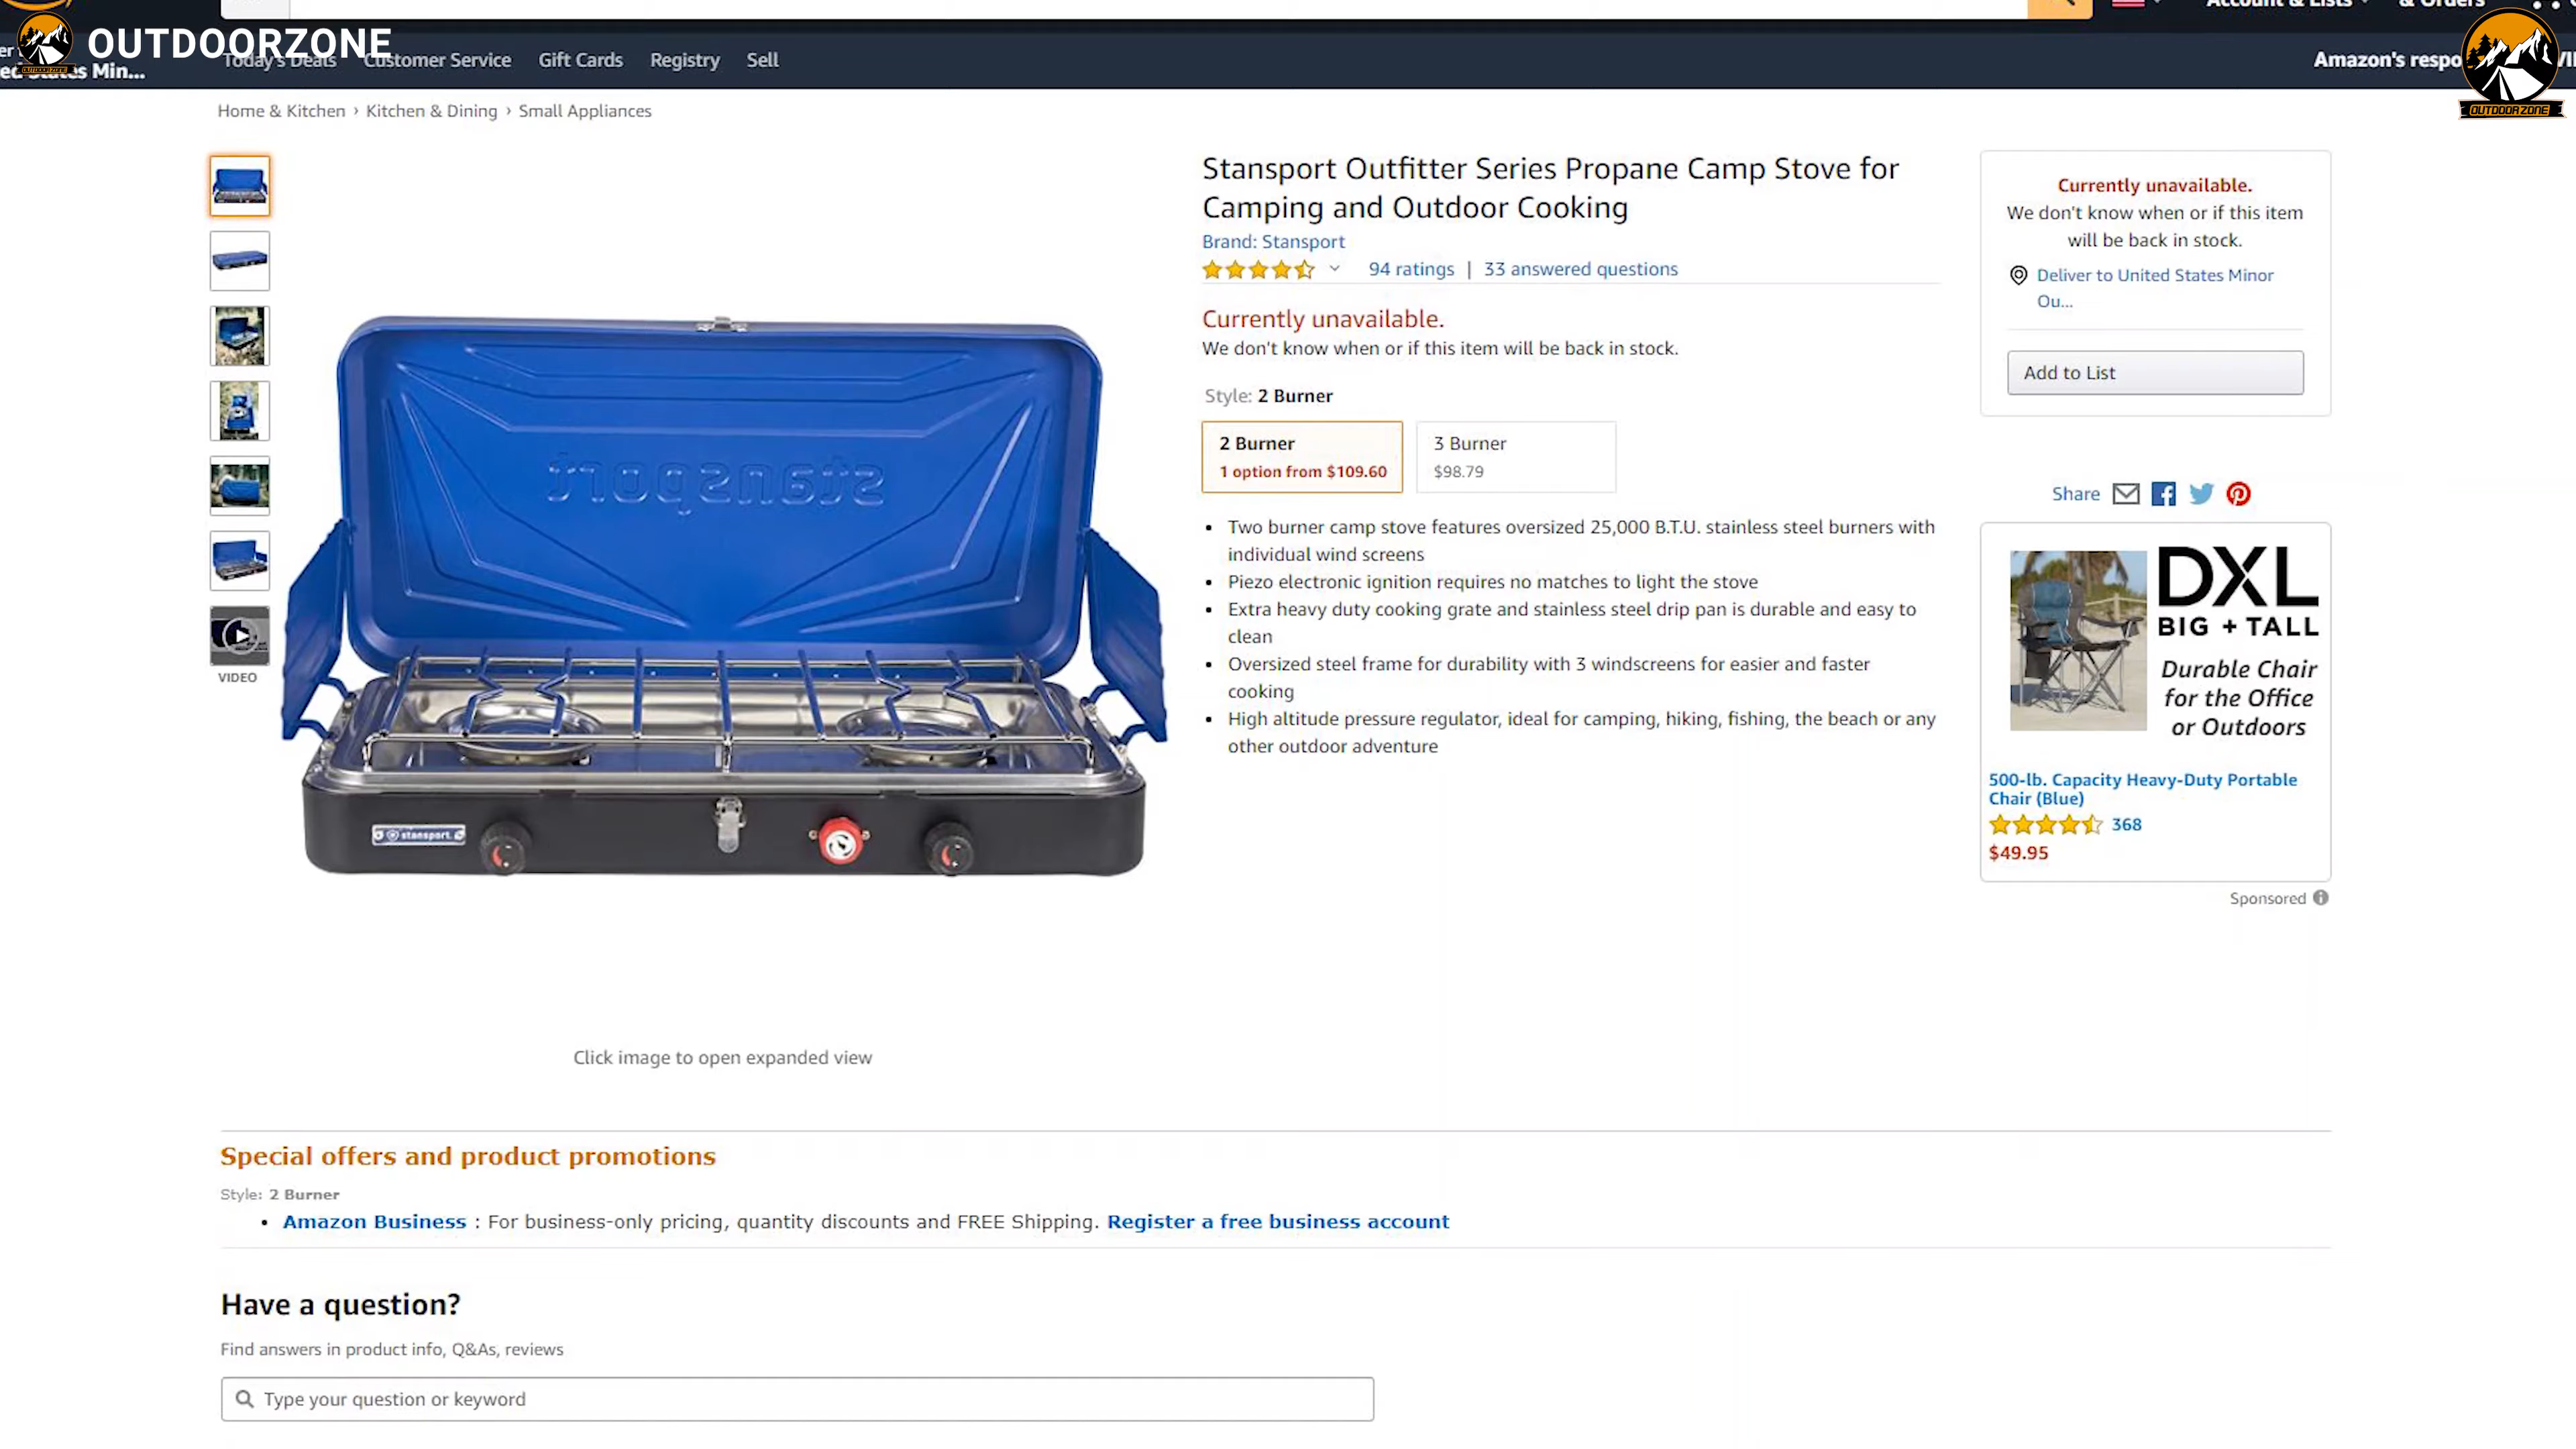 OUTDOORZONE
Account & Lists
& Orders
Today's Deals
Customer Service
Gift Cards
Registry
Sell
Amazon's respo
OUTDOORZONE
Home & Kitchen › Kitchen & Dining › Small Appliances
Stansport Outfitter Series Propane Camp Stove for
Camping and Outdoor Cooking
Brand: Stansport
94 ratings | 33 answered questions
Currently unavailable.
We don't know when or if this item will be back in stock.
Style: 2 Burner
2 Burner
1 option from $109.60
3 Burner
$98.79
• Two burner camp stove features oversized 25,000 B.T.U. stainless steel burners with
individual wind screens
• Piezo electronic ignition requires no matches to light the stove
• Extra heavy duty cooking grate and stainless steel drip pan is durable and easy to
clean
• Oversized steel frame for durability with 3 windscreens for easier and faster
cooking
• High altitude pressure regulator, ideal for camping, hiking, fishing, the beach or any
other outdoor adventure
Currently unavailable.
We don't know when or if this item
will be back in stock.
Deliver to United States Minor
Ou...
Add to List
Share
DXL
BIG + TALL
Durable Chair
for the Office
or Outdoors
500-lb. Capacity Heavy-Duty Portable
Chair (Blue)
368
$49.95
Sponsored
VIDEO
stansport
stansport
Click image to open expanded view
Special offers and product promotions
Style: 2 Burner
• Amazon Business : For business-only pricing, quantity discounts and FREE Shipping. Register a free business account
Have a question?
Find answers in product info, Q&As, reviews
Type your question or keyword